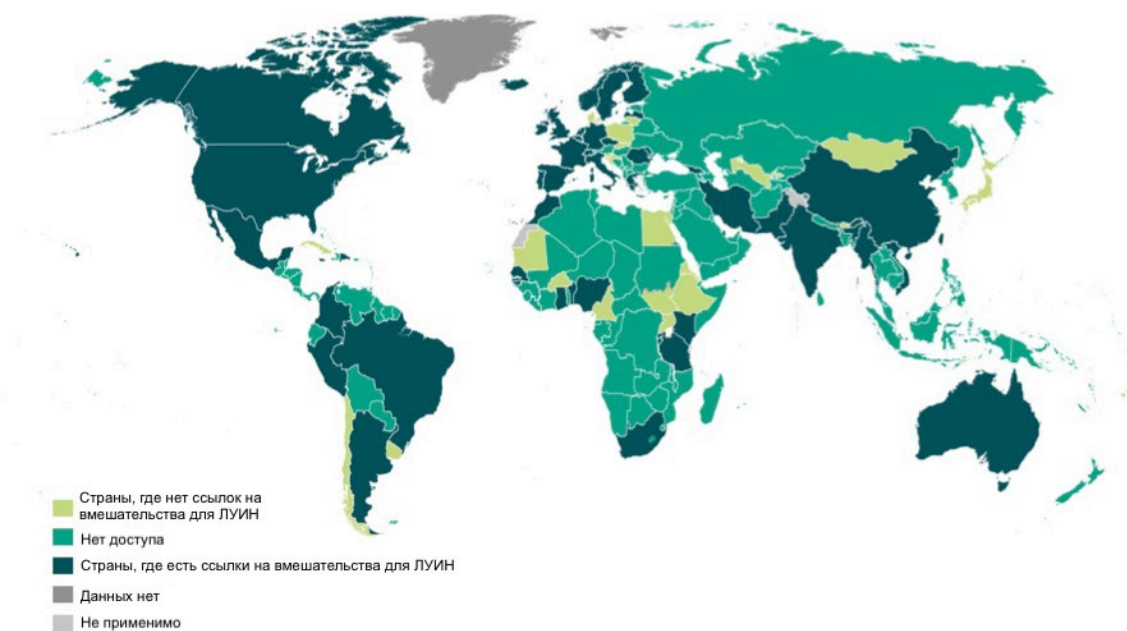 Страны, где нет ссылок на
вмешательства для ЛУИН
Нет доступа
Страны, где есть ссылки на вмешательства для ЛУИН
Данных нет
Не применимо